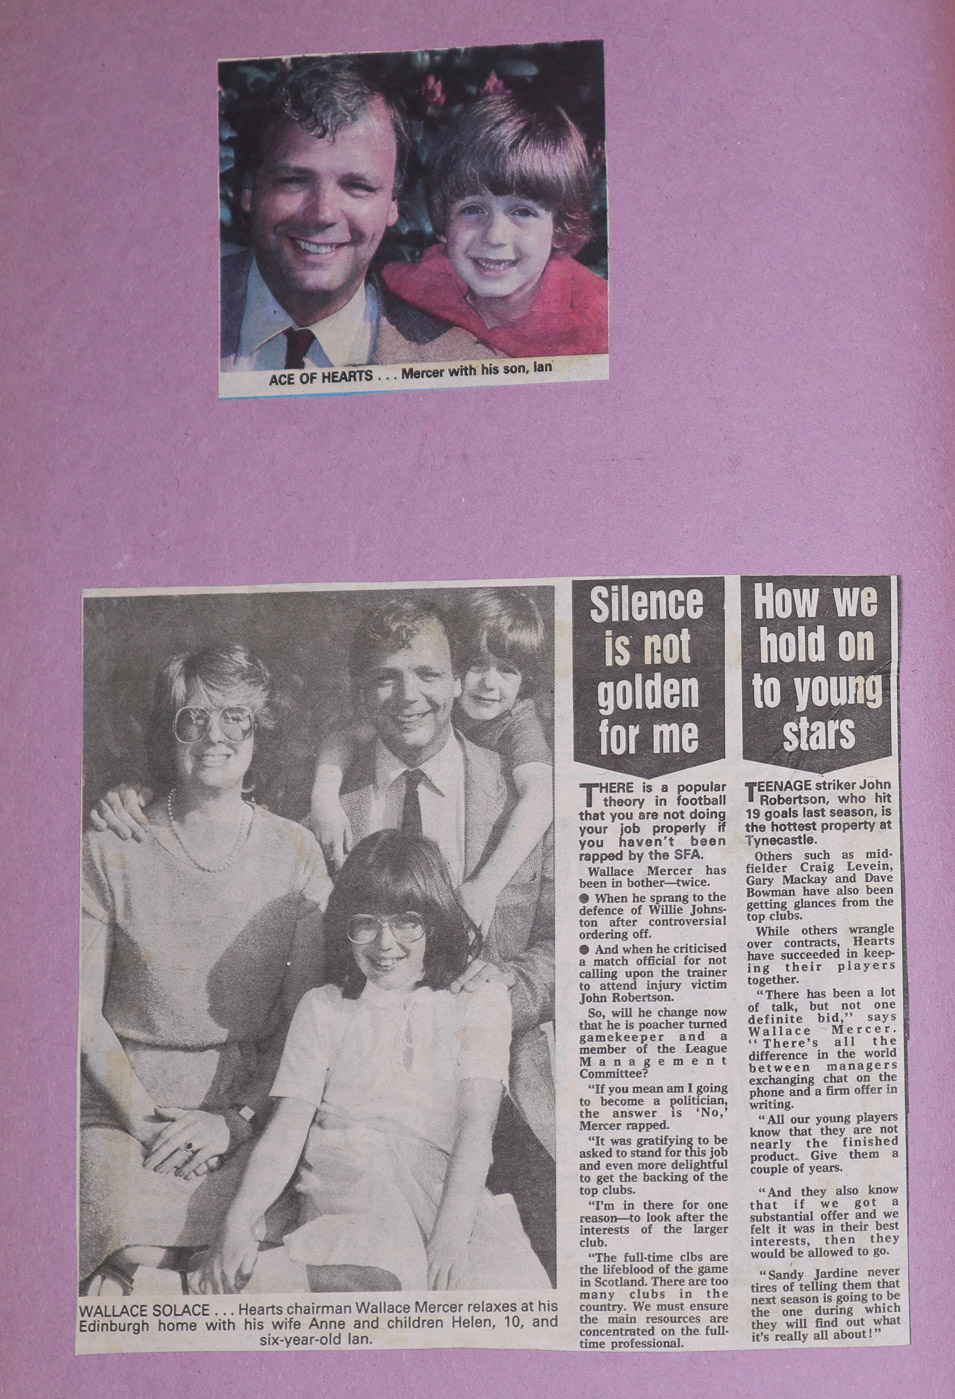 ACE OF HEARTS . . . Mercer with his son, Ian
WALLACE SOLACE . . . Hearts chairman Wallace Mercer relaxes at his
Edinburgh home with his wife Anne and children Helen, 10, and
six-year-old Ian.
Silence
is not
golden
for me
THERE is a popular
theory in football
that you are not doing
your job properly if
you haven't been
rapped by the SFA.
Wallace Mercer has
been in bother—twice.
● When he sprang to the
defence of Willie Johns-
ton after controversial
ordering off.
● And when he criticised
a match official for not
calling upon the trainer
to attend injury victim
John Robertson.
So, will he change now
that he is poacher turned
gamekeeper and a
member of the League
Management
Committee?
"If you mean am I going
to become a politician,
the answer is 'No,'
Mercer rapped.
"It was gratifying to be
asked to stand for this job
and even more delightful
to get the backing of the
top clubs.
"I'm in there for one
reason—to look after the
interests of the larger
club.
"The full-time clbs are
the lifeblood of the game
in Scotland. There are too
many clubs in the
country. We must ensure
the main resources are
concentrated on the full-
time professional.
How we
hold on
to young
stars
TEENAGE striker John
Robertson, who hit
19 goals last season, is
the hottest property at
Tynecastle.
Others such as mid-
fielder Craig Levein,
Gary Mackay and Dave
Bowman have also been
getting glances from the
top clubs.
While others wrangle
over contracts, Hearts
have succeeded in keep-
ing their players
together.
"There has been a lot
of talk, but not one
definite bid," says
Wallace Mercer.
"There's all the
difference in the world
between managers
exchanging chat on the
phone and a firm offer in
writing.
"All our young players
know that they are not
nearly the finished
product. Give them a
couple of years.
"And they also know
that if we got a
substantial offer and we
felt it was in their best
interests, then they
would be allowed to go.
"Sandy Jardine never
tires of telling them that
next season is going to be
the one during which
they will find out what
it's really all about!"